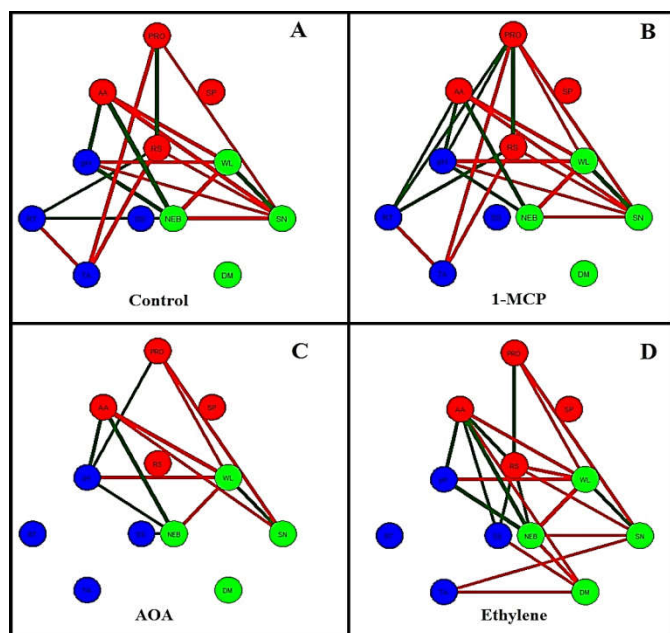 A
PRO
AA
SP
RS
WL
NEB
SN
DM
Control
B
PRO
AA
SP
RS
WL
NEB
SN
DM
1-MCP
C
PRO
AA
SP
RS
WL
NEB
SN
DM
AOA
D
PRO
AA
SP
RS
WL
NEB
SN
DM
Ethylene